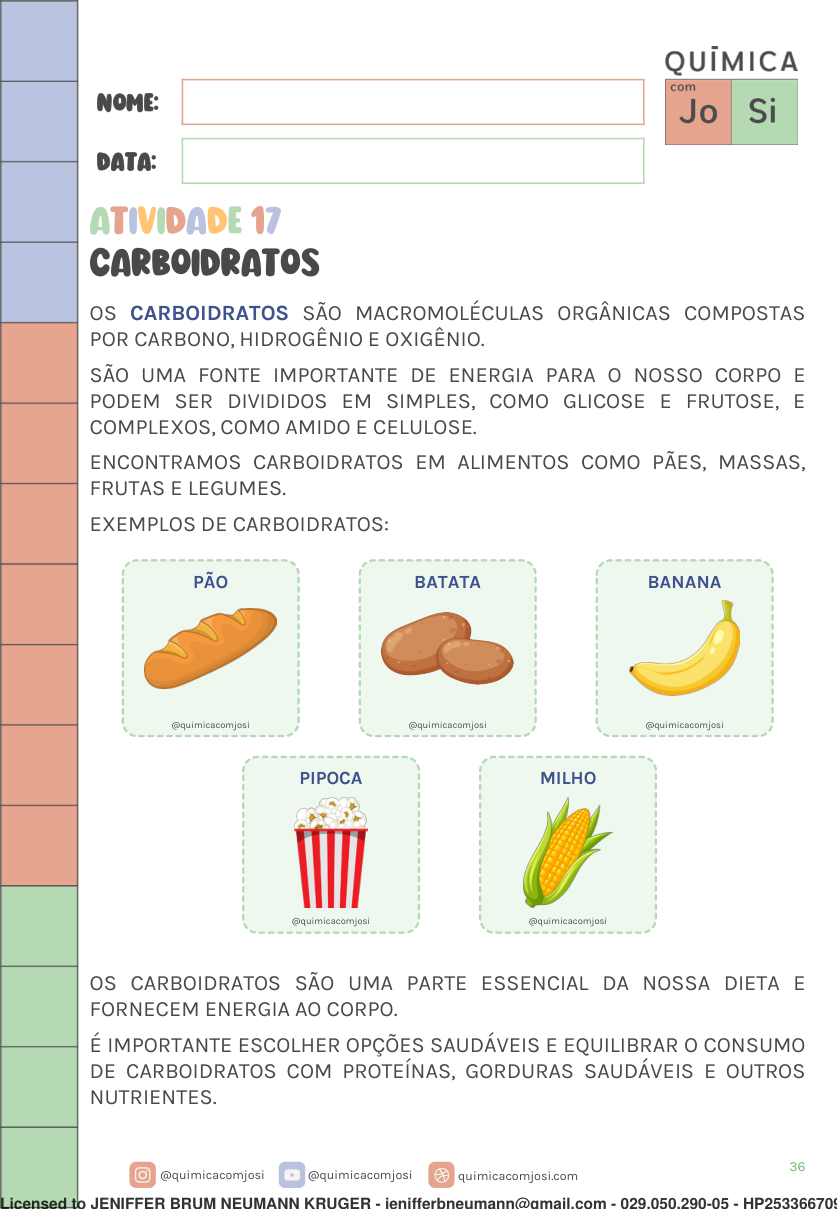 QUĪMICA
com
Jo Si
NOME:
DATA:
ATIVIDADE 17
CARBOIDRATOS
OS CARBOIDRATOS SÃO MACROMOLÉCULAS ORGÂNICAS COMPOSTAS
POR CARBONO, HIDROGÊNIO E OXIGÊNIO.
SÃO UMA FONTE IMPORTANTE DE ENERGIA PARA O NOSSO CORPO E
PODEM SER DIVIDIDOS EM SIMPLES, COMO GLICOSE E FRUTOSE, E
COMPLEXOS, COMO AMIDO E CELULOSE.
ENCONTRAMOS CARBOIDRATOS EM ALIMENTOS COMO PÃES, MASSAS,
FRUTAS E LEGUMES.
EXEMPLOS DE CARBOIDRATOS:
PÃO
@quimicacomjosi
BATATA
@quimicacomjosi
BANANA
@quimicacomjosi
PIPOCA
@quimicacomjosi
MILHO
@quimicacomjosi
OS CARBOIDRATOS SÃO UMA PARTE ESSENCIAL DA NOSSA DIETA E
FORNECEM ENERGIA AO CORPO.
É IMPORTANTE ESCOLHER OPÇÕES SAUDÁVEIS E EQUILIBRAR O CONSUMO
DE CARBOIDRATOS COM PROTEÍNAS, GORDURAS SAUDÁVEIS E OUTROS
NUTRIENTES.
@quimicacomjosi @quimicacomjosi quimicacomjosi.com
36
Licensed to JENIFFER BRUM NEUMANN KRUGER - jenifferbneumann@gmail.com - 029.050.290-05 - HP253366709